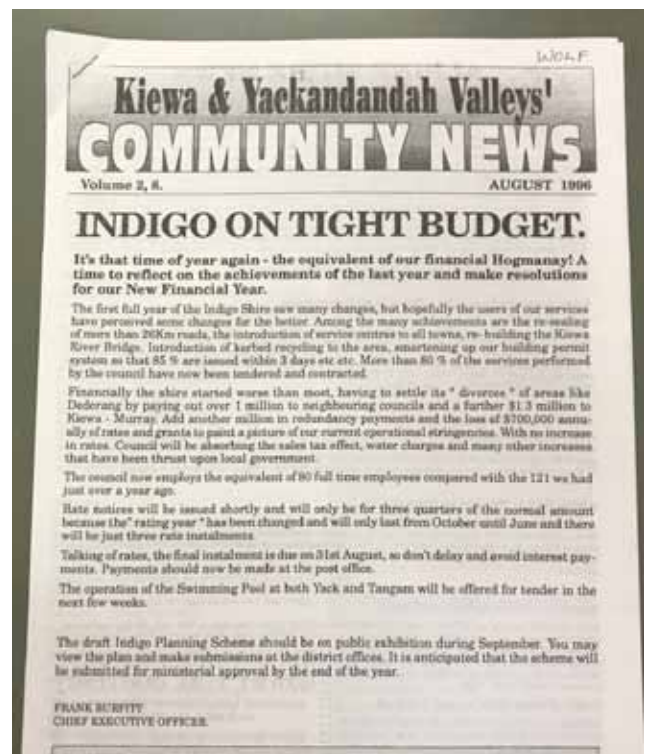 WOLF
Kiewa & Yackandandah Valleys'
COMMUNITY NEWS
Volume 2, 8. AUGUST 1996
INDIGO ON TIGHT BUDGET.
It's that time of year again - the equivalent of our financial Hogmanay! A
time to reflect on the achievements of the last year and make resolutions
for our New Financial Year.
The first full year of the Indigo Shire saw many changes, but hopefully the users of our services
have perceived some changes for the better. Among the many achievements are the re-sealing
of more than 26Km roads, the introduction of service centres to all towns, re-building the Kiewa
River Bridge. Introduction of kerbed recycling to the area, smartening up our building permit
system so that 85 % are issued within 3 days etc etc. More than 80 % of the services performed
by the council have now been tendered and contracted.
Financially the shire started worse than most, having to settle its " divorces " of areas like
Dederang by paying out over 1 million to neighbouring councils and a further $1.3 million to
Kiewa - Murray. Add another million in redundancy payments and the loss of $700,000 annu-
ally of rates and grants to paint a picture of our current operational stringencies. With no increase
in rates. Council will be absorbing the sales tax effect, water charges and many other increases
that have been thrust upon local government.
The council now employs the equivalent of 80 full time employees compared with the 121 we had
just over a year ago.
Rate notices will be issued shortly and will only be for three quarters of the normal amount
because the" rating year " has been changed and will only last from October until June and there
will be just three rate instalments.
Talking of rates, the final instalment is due on 31st August, so don't delay and avoid interest pay-
ments. Payments should now be made at the post office.
The operation of the Swimming Pool at both Yack and Tangam will be offered for tender in the
next few weeks.
The draft Indigo Planning Scheme should be on public exhibition during September. You may
view the plan and make submissions at the district offices. It is anticipated that the scheme will
be submitted for ministerial approval by the end of the year.
FRANK BURFITT
CHIEF EXECUTIVE OFFICER